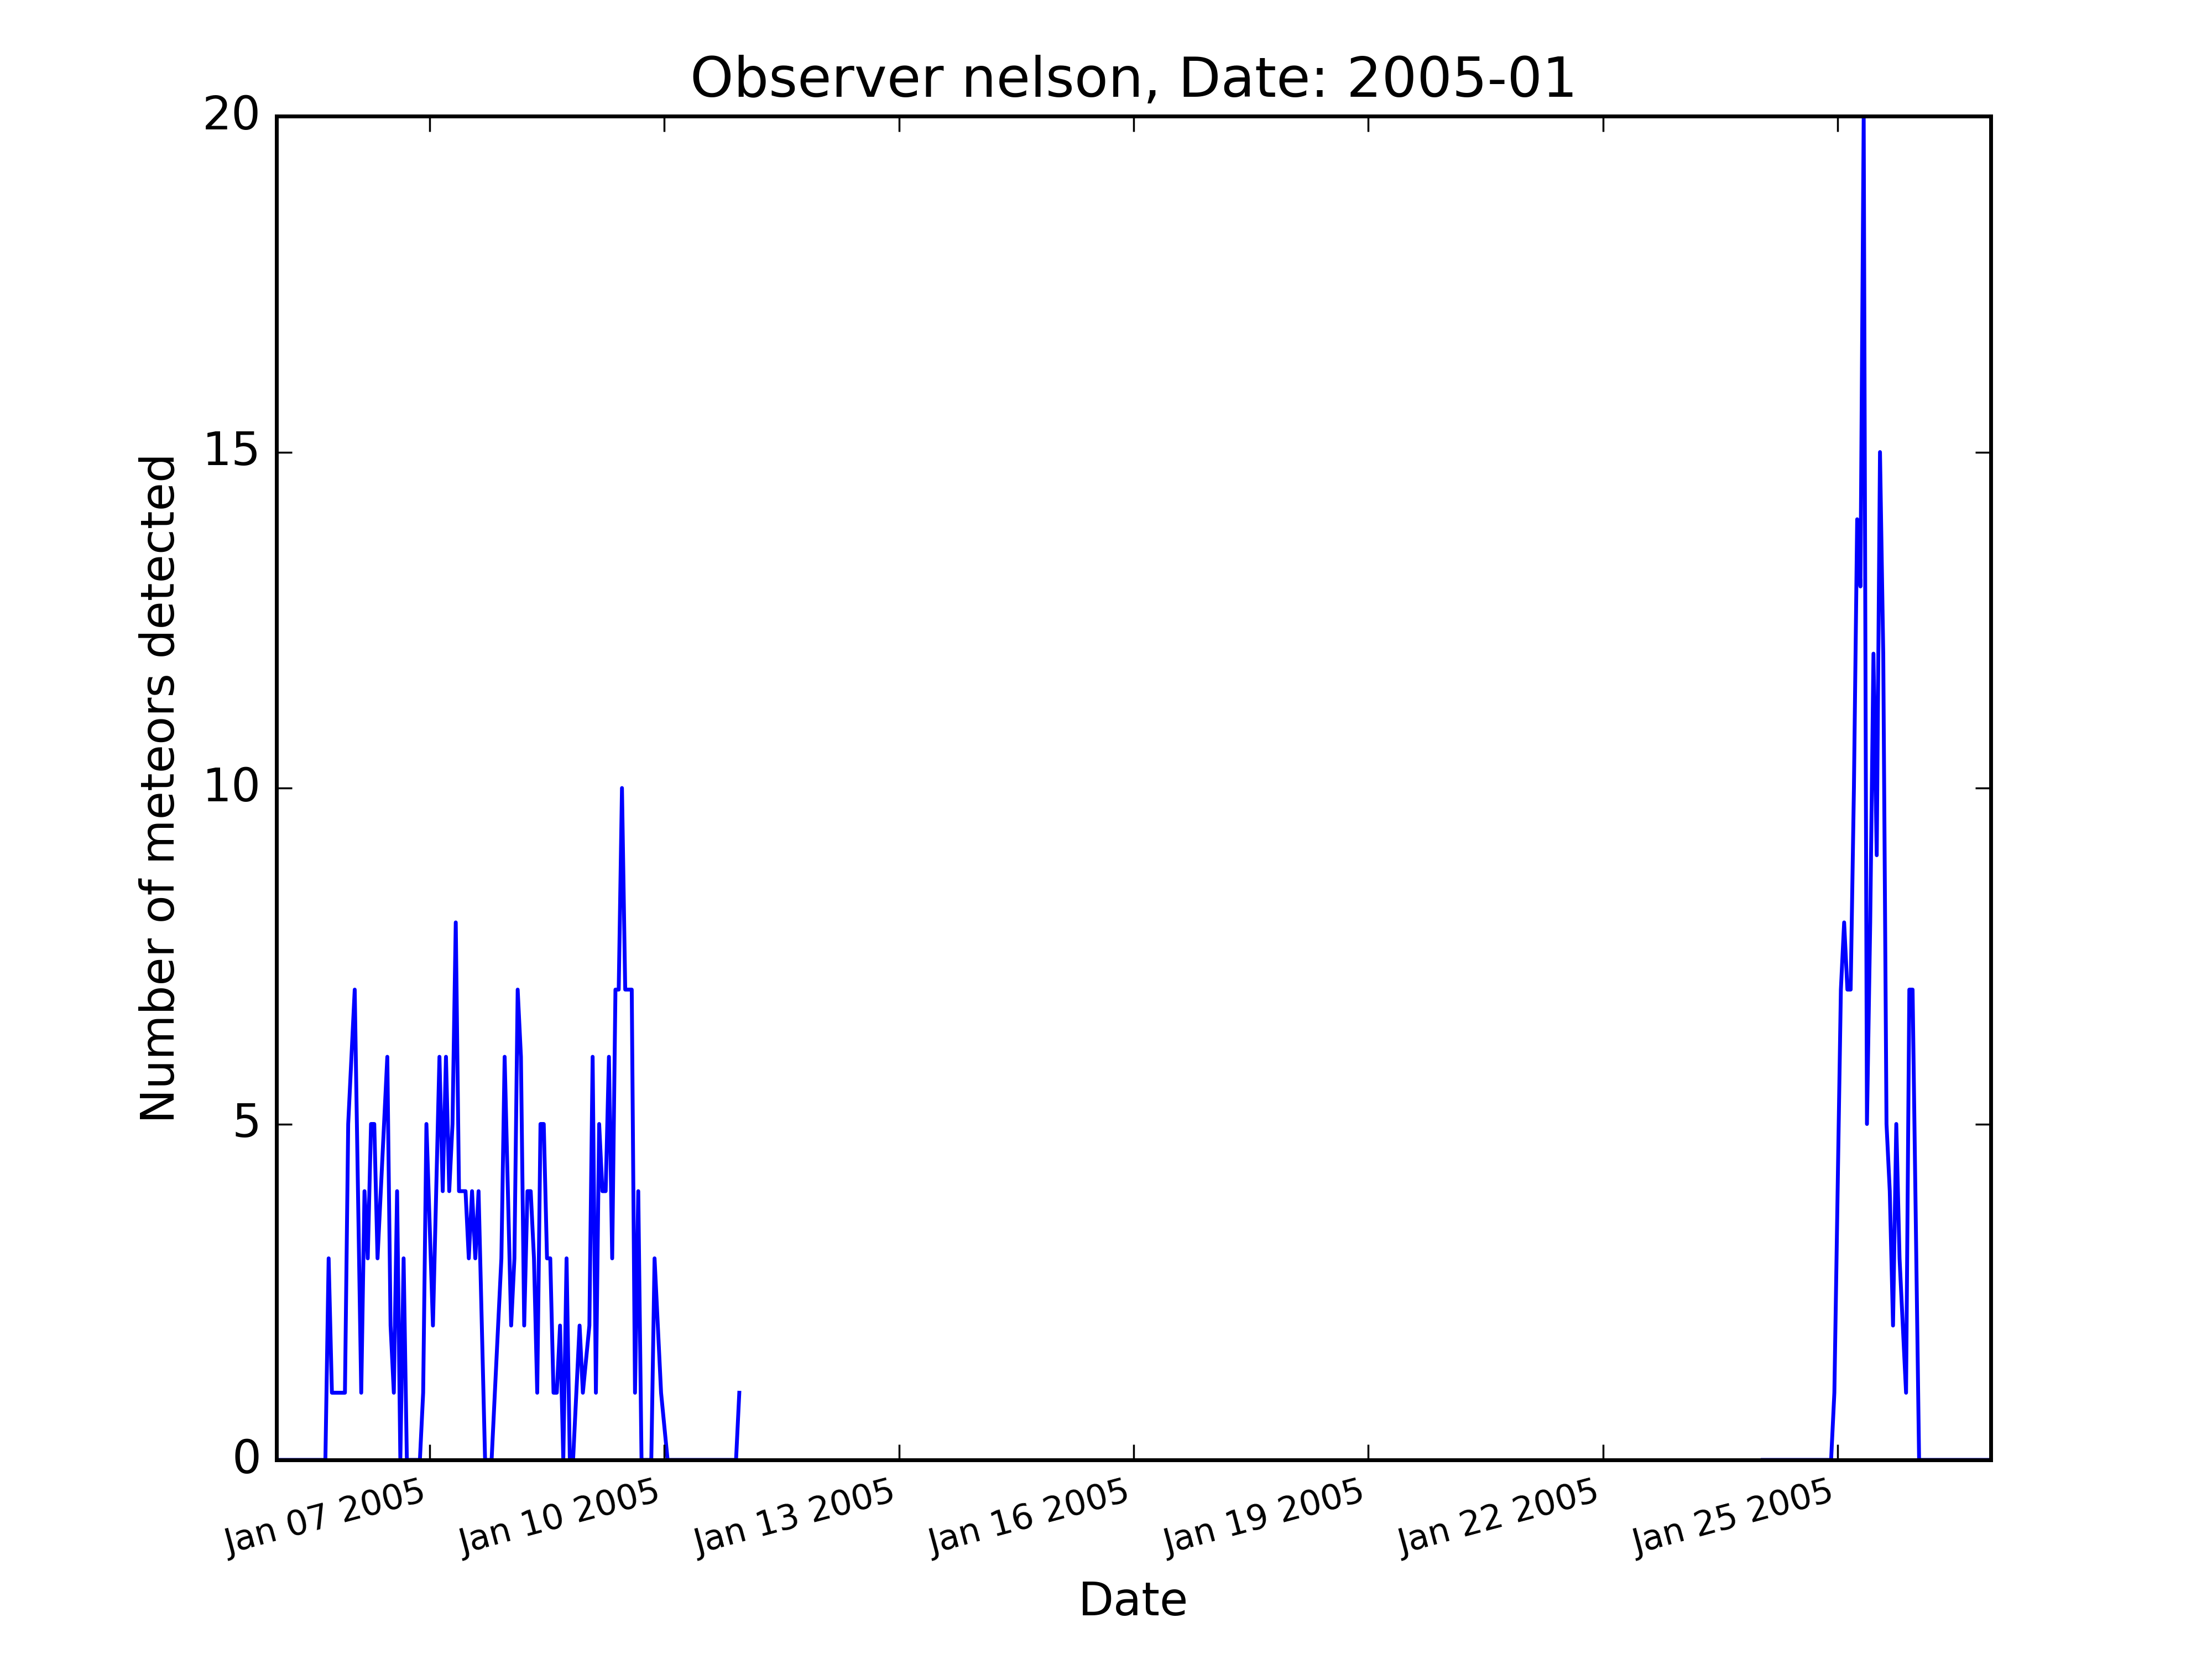 Observer nelson, Date: 2005-01
Number of meteors detected
20
15
10
5
0
Jan 07 2005
Jan 10 2005
Jan 13 2005
Jan 16 2005
Jan 19 2005
Jan 22 2005
Jan 25 2005
Date